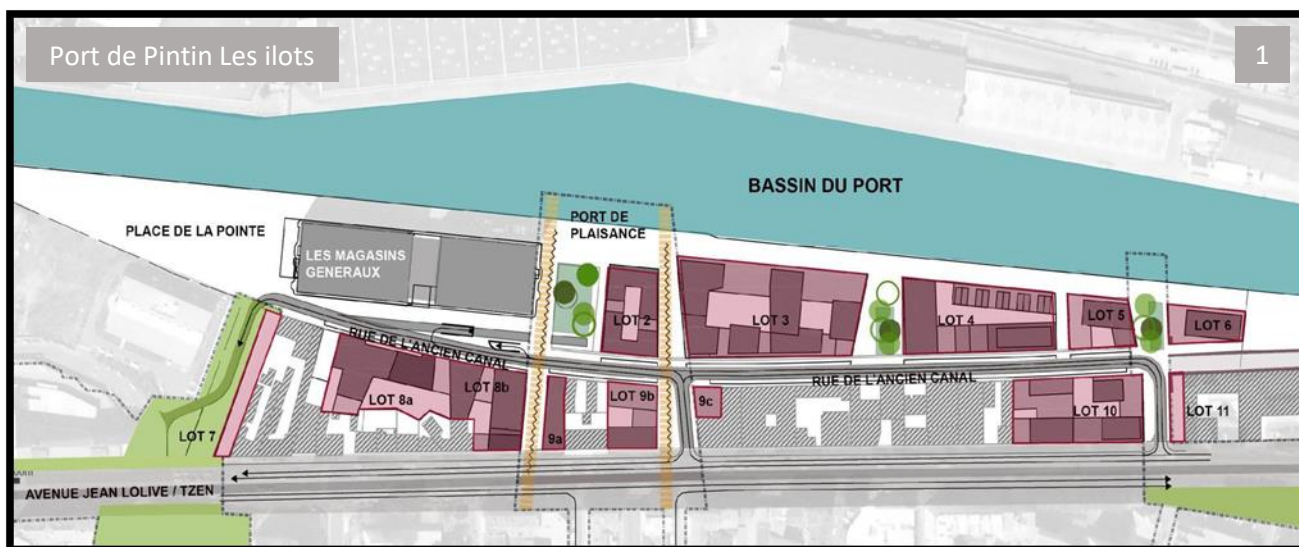 Port de Pintin Les ilots
1
BASSIN DU PORT
PORT DE
PLAISANCE
PLACE DE LA POINTE
LES MAGASINS
GENERAUX
LOT 2
LOT 3
LOT 4
LOT 5
LOT 6
RUE DE L'ANCIEN CANAL
RUE DE L'ANCIEN CANAL
LOT 7
LOT 8a
LOT 8b
9a
LOT 9b
9c
LOT 10
LOT 11
AVENUE JEAN LOLIVE / TZEN